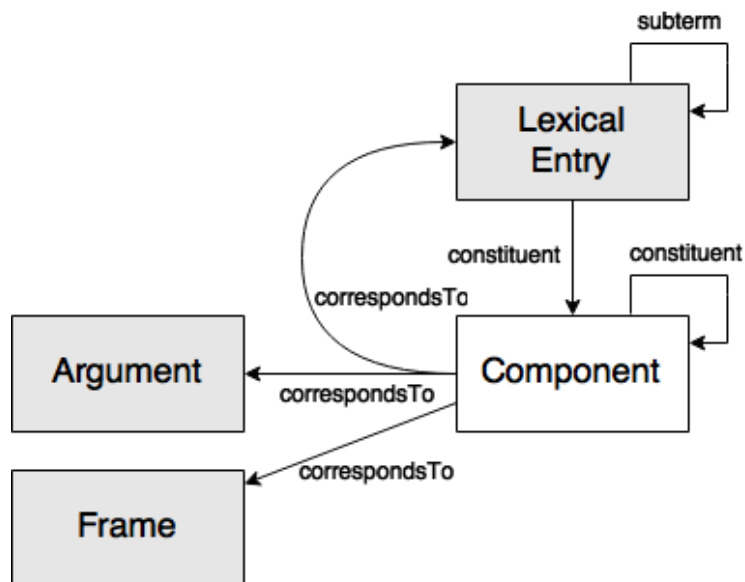 subterm
Lexical
Entry
constituent
constituent
correspondsTo
Argument
Component
correspondsTo
correspondsTo
Frame